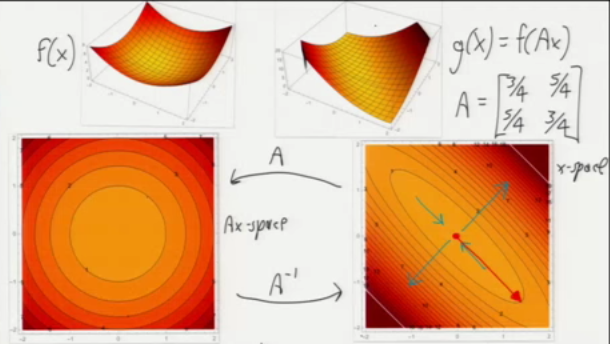 f(x)
g(x) = f(Ax)
A = [3/4 5/4
5/4 3/4]
A
x-space
Ax-space
A⁻¹